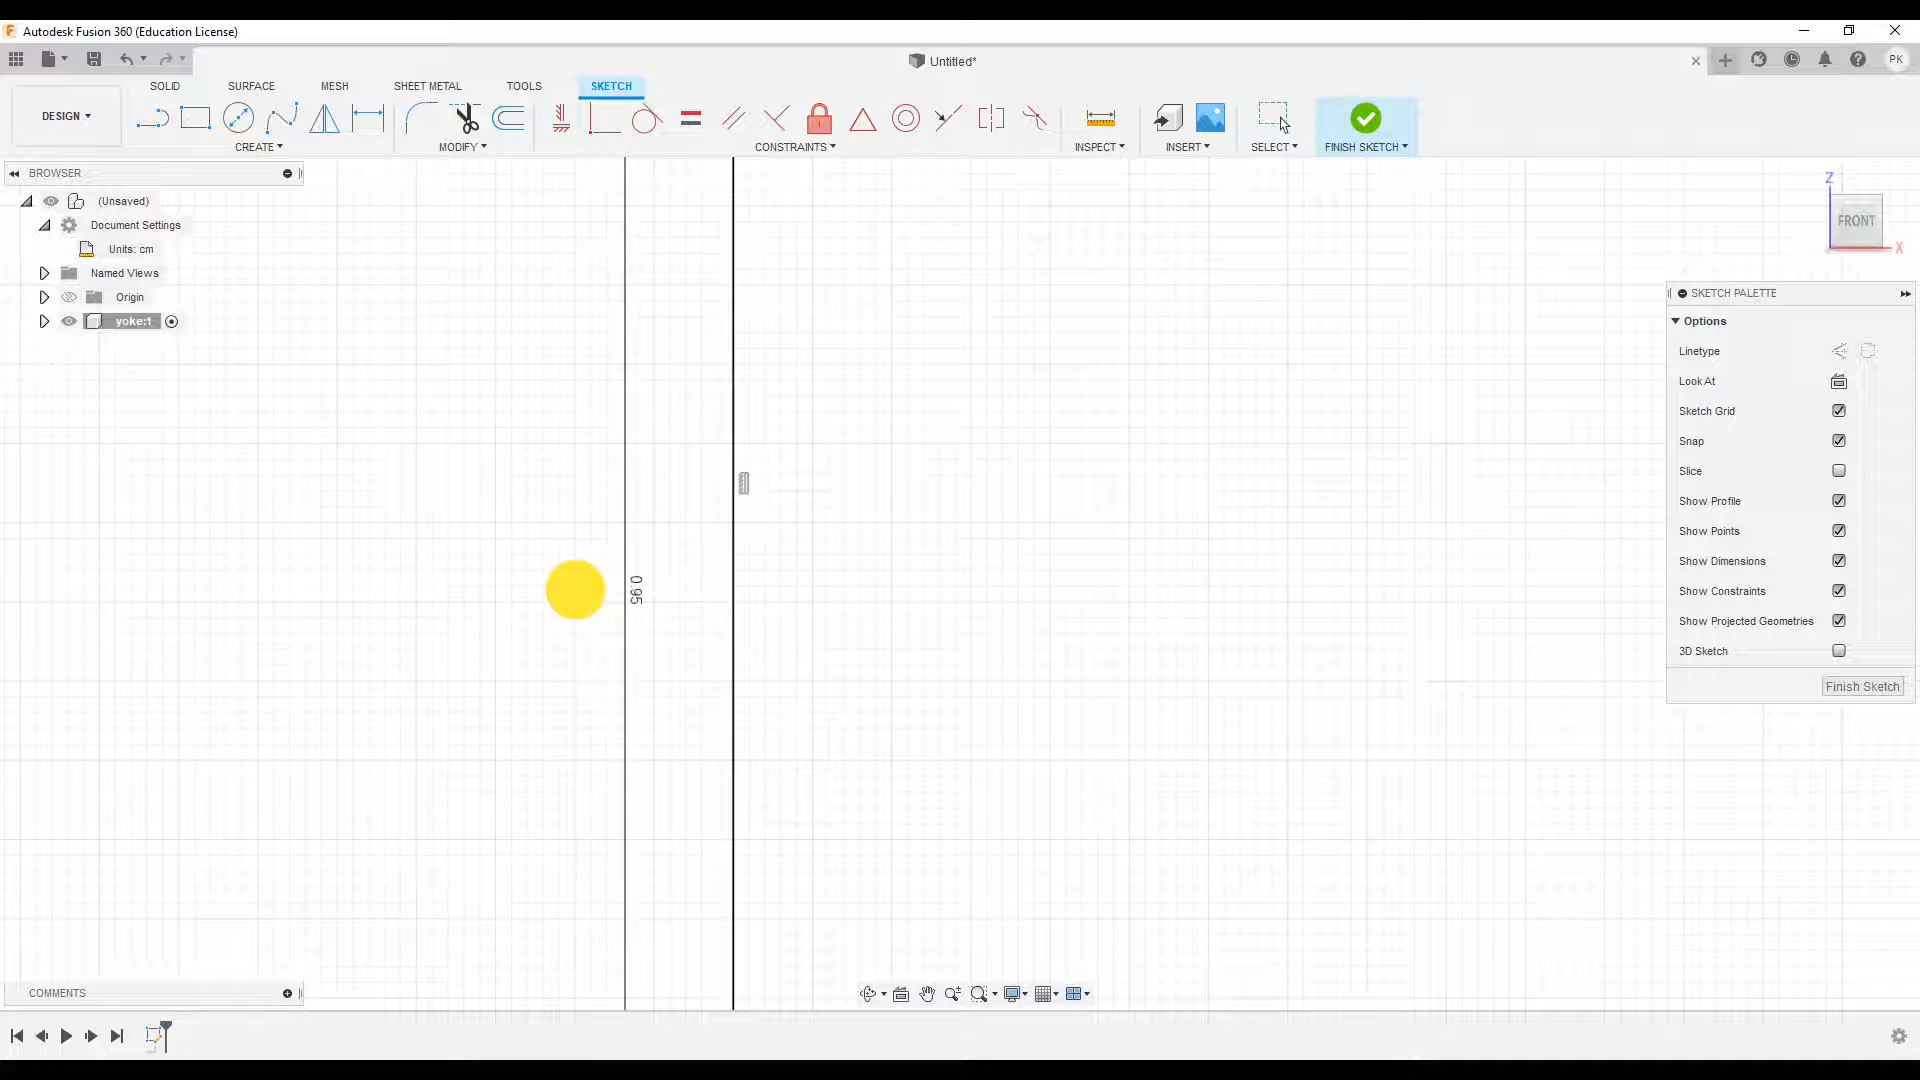 Autodesk Fusion 360 (Education License)
Untitled*
PK
SOLID SURFACE MESH SHEET METAL TOOLS SKETCH
DESIGN
CREATE MODIFY CONSTRAINTS INSPECT INSERT SELECT FINISH SKETCH
BROWSER
(Unsaved)
Document Settings
Units: cm
Named Views
Origin
yoke:1
Z
FRONT
X
SKETCH PALETTE
Options
Linetype
Look At
Sketch Grid
Snap
Slice
Show Profile
Show Points
Show Dimensions
Show Constraints
Show Projected Geometries
3D Sketch
Finish Sketch
0.95
COMMENTS